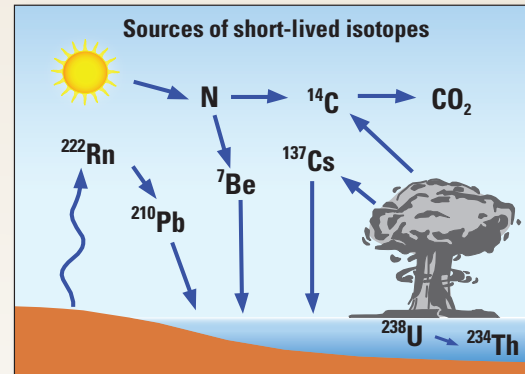 Sources of short-lived isotopes
N
¹⁴C
CO₂
²²²Rn
⁷Be
¹³⁷Cs
²¹⁰Pb
²³⁸U
²³⁴Th